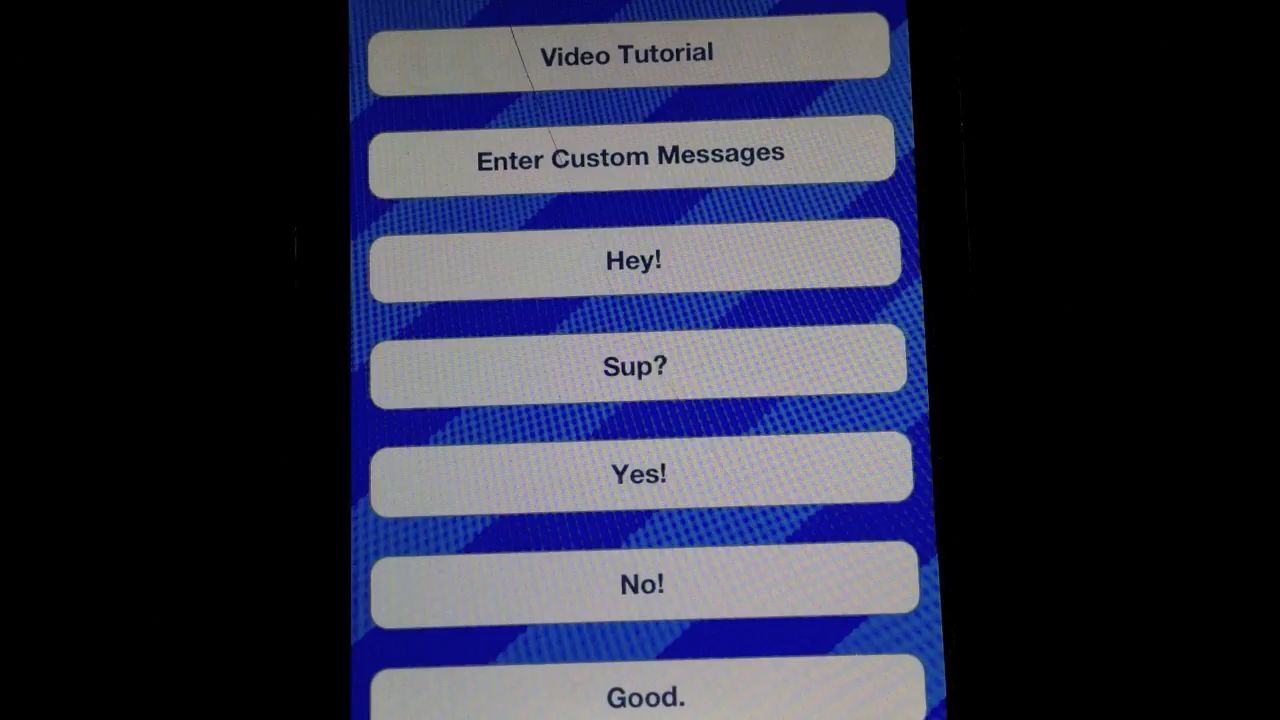 Video Tutorial
Enter Custom Messages
Hey!
Sup?
Yes!
No!
Good.